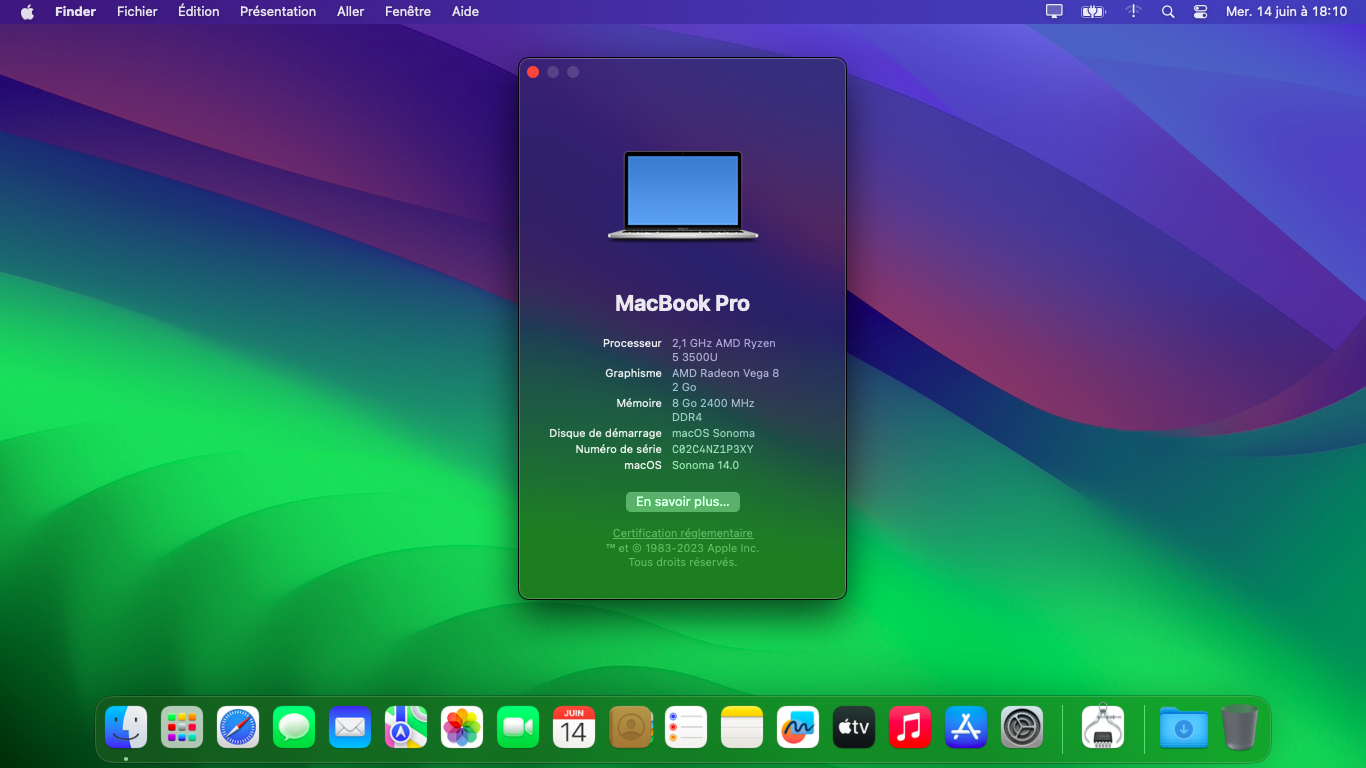 Finder Fichier Édition Présentation Aller Fenêtre Aide Mer. 14 juin à 18:10
MacBook Pro
Processeur 2,1 GHz AMD Ryzen
5 3500U
Graphisme AMD Radeon Vega 8
2 Go
Mémoire 8 Go 2400 MHz
DDR4
Disque de démarrage macOS Sonoma
Numéro de série C02C4NZ1P3XY
macOS Sonoma 14.0
En savoir plus...
Certification réglementaire
™ et © 1983-2023 Apple Inc.
Tous droits réservés.
JUIN
14
tv